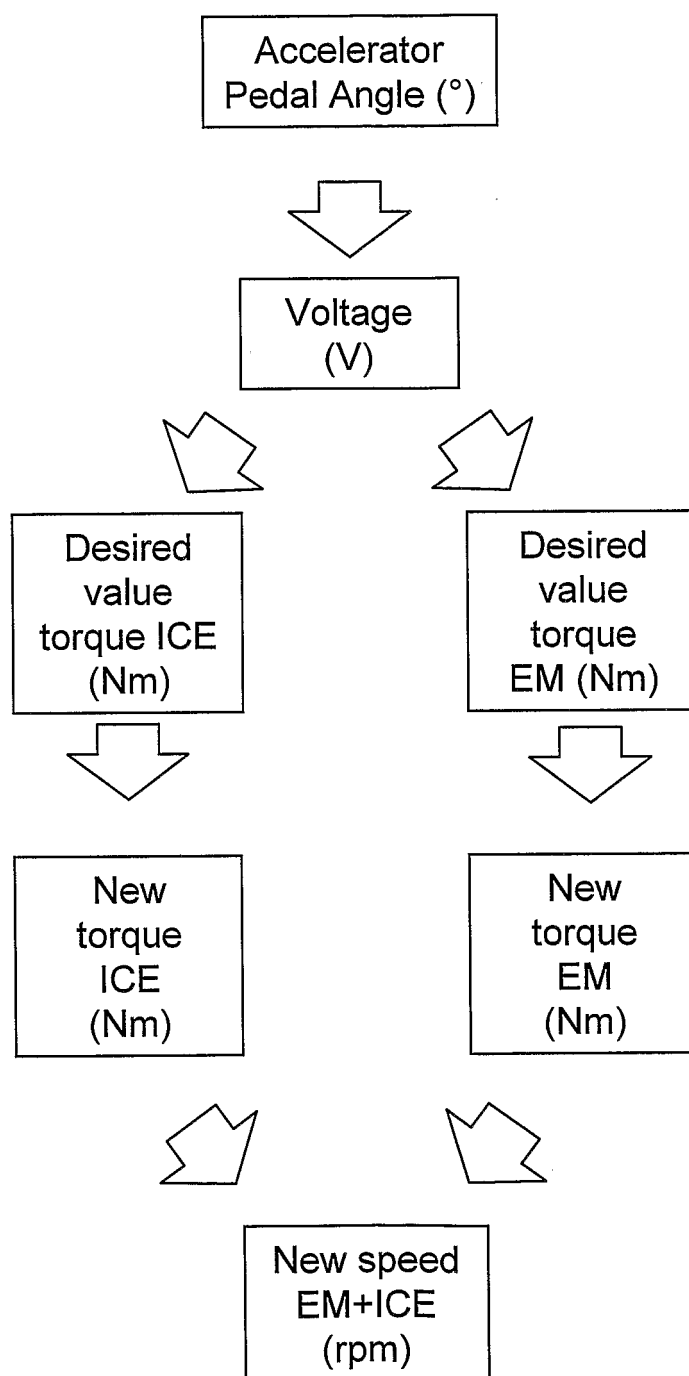 Accelerator
Pedal Angle (°)
Voltage
(V)
Desired
value
torque ICE
(Nm)
Desired
value
torque
EM (Nm)
New
torque
ICE
(Nm)
New
torque
EM
(Nm)
New speed
EM+ICE
(rpm)